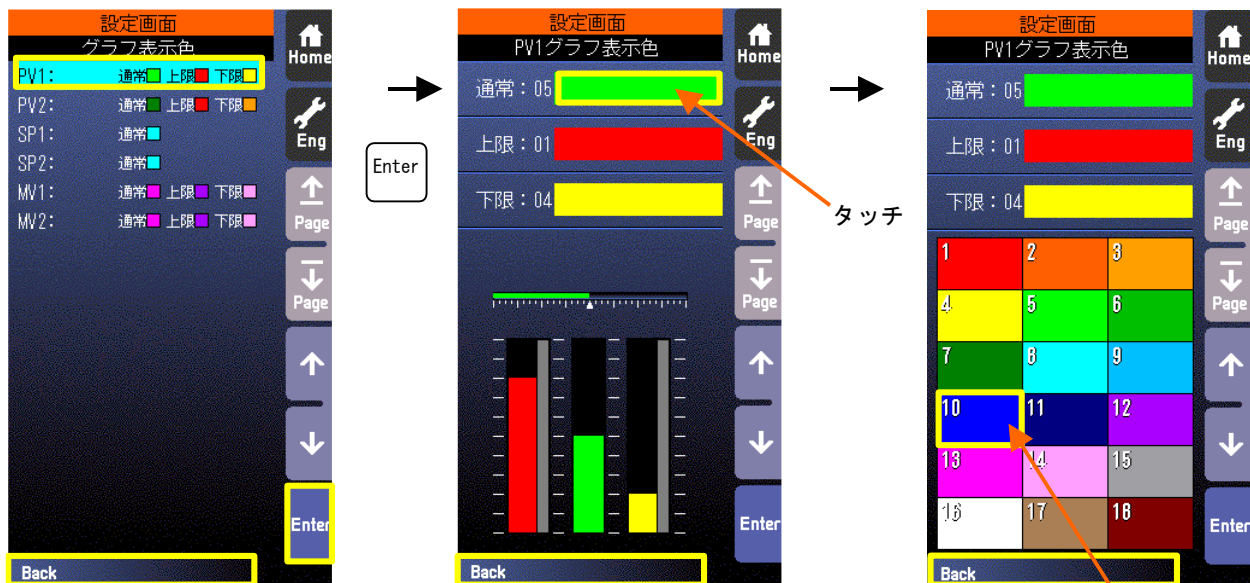 設定画面
グラフ表示色
PV1: 通常 上限 下限
PV2: 通常 上限 下限
SP1: 通常
SP2: 通常
MV1: 通常 上限 下限
MV2: 通常 上限 下限
Home
Eng
Page
Page
Enter
Back
Enter
設定画面
PV1グラフ表示色
通常:05
上限:01
下限:04
Home
Eng
Page
Page
Enter
Back
タッチ
設定画面
PV1グラフ表示色
通常:05
上限:01
下限:04
1 2 3
4 5 6
7 8 9
10 11 12
13 14 15
16 17 18
Home
Eng
Page
Page
Enter
Back